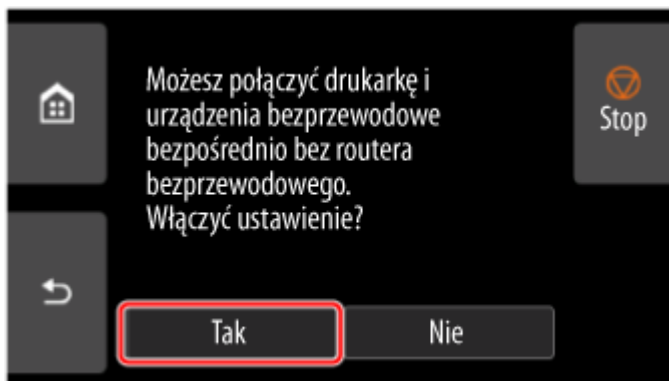 Możesz połączyć drukarkę i
urządzenia bezprzewodowe
bezpośrednio bez routera
bezprzewodowego.
Włączyć ustawienie?
Stop
Tak
Nie